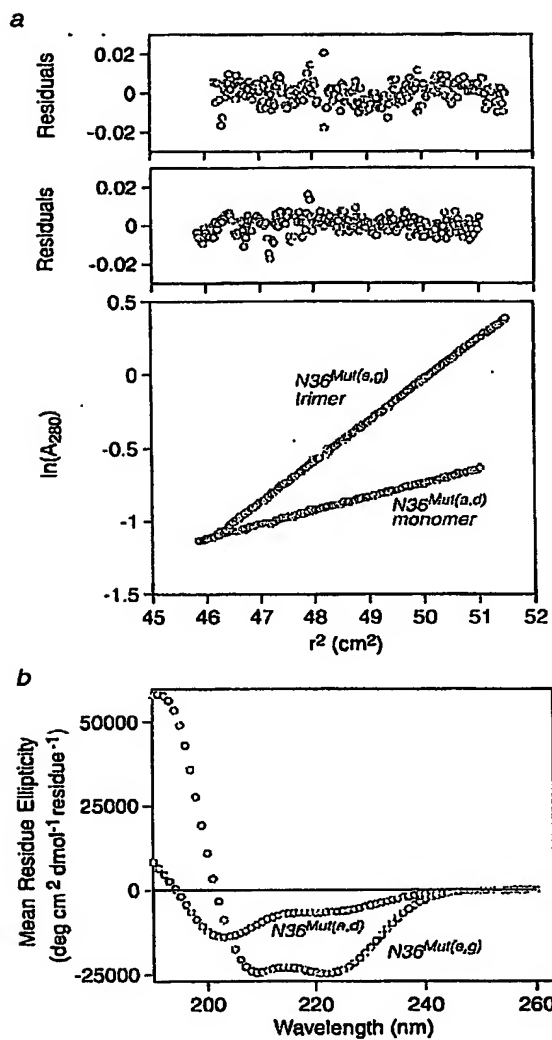 a
Residuals
0.02
0
-0.02
Residuals
0.02
0
-0.02
ln(A280)
0.5
0
-0.5
-1
-1.5
N36Mut(e,g)
trimer
N36Mut(a,d)
monomer
45 46 47 48 49 50 51 52
r2 (cm2)
b
Mean Residue Ellipticity
(deg cm2 dmol-1 residue-1)
50000
25000
0
-25000
N36Mut(a,d)
N36Mut(e,g)
200 220 240 260
Wavelength (nm)